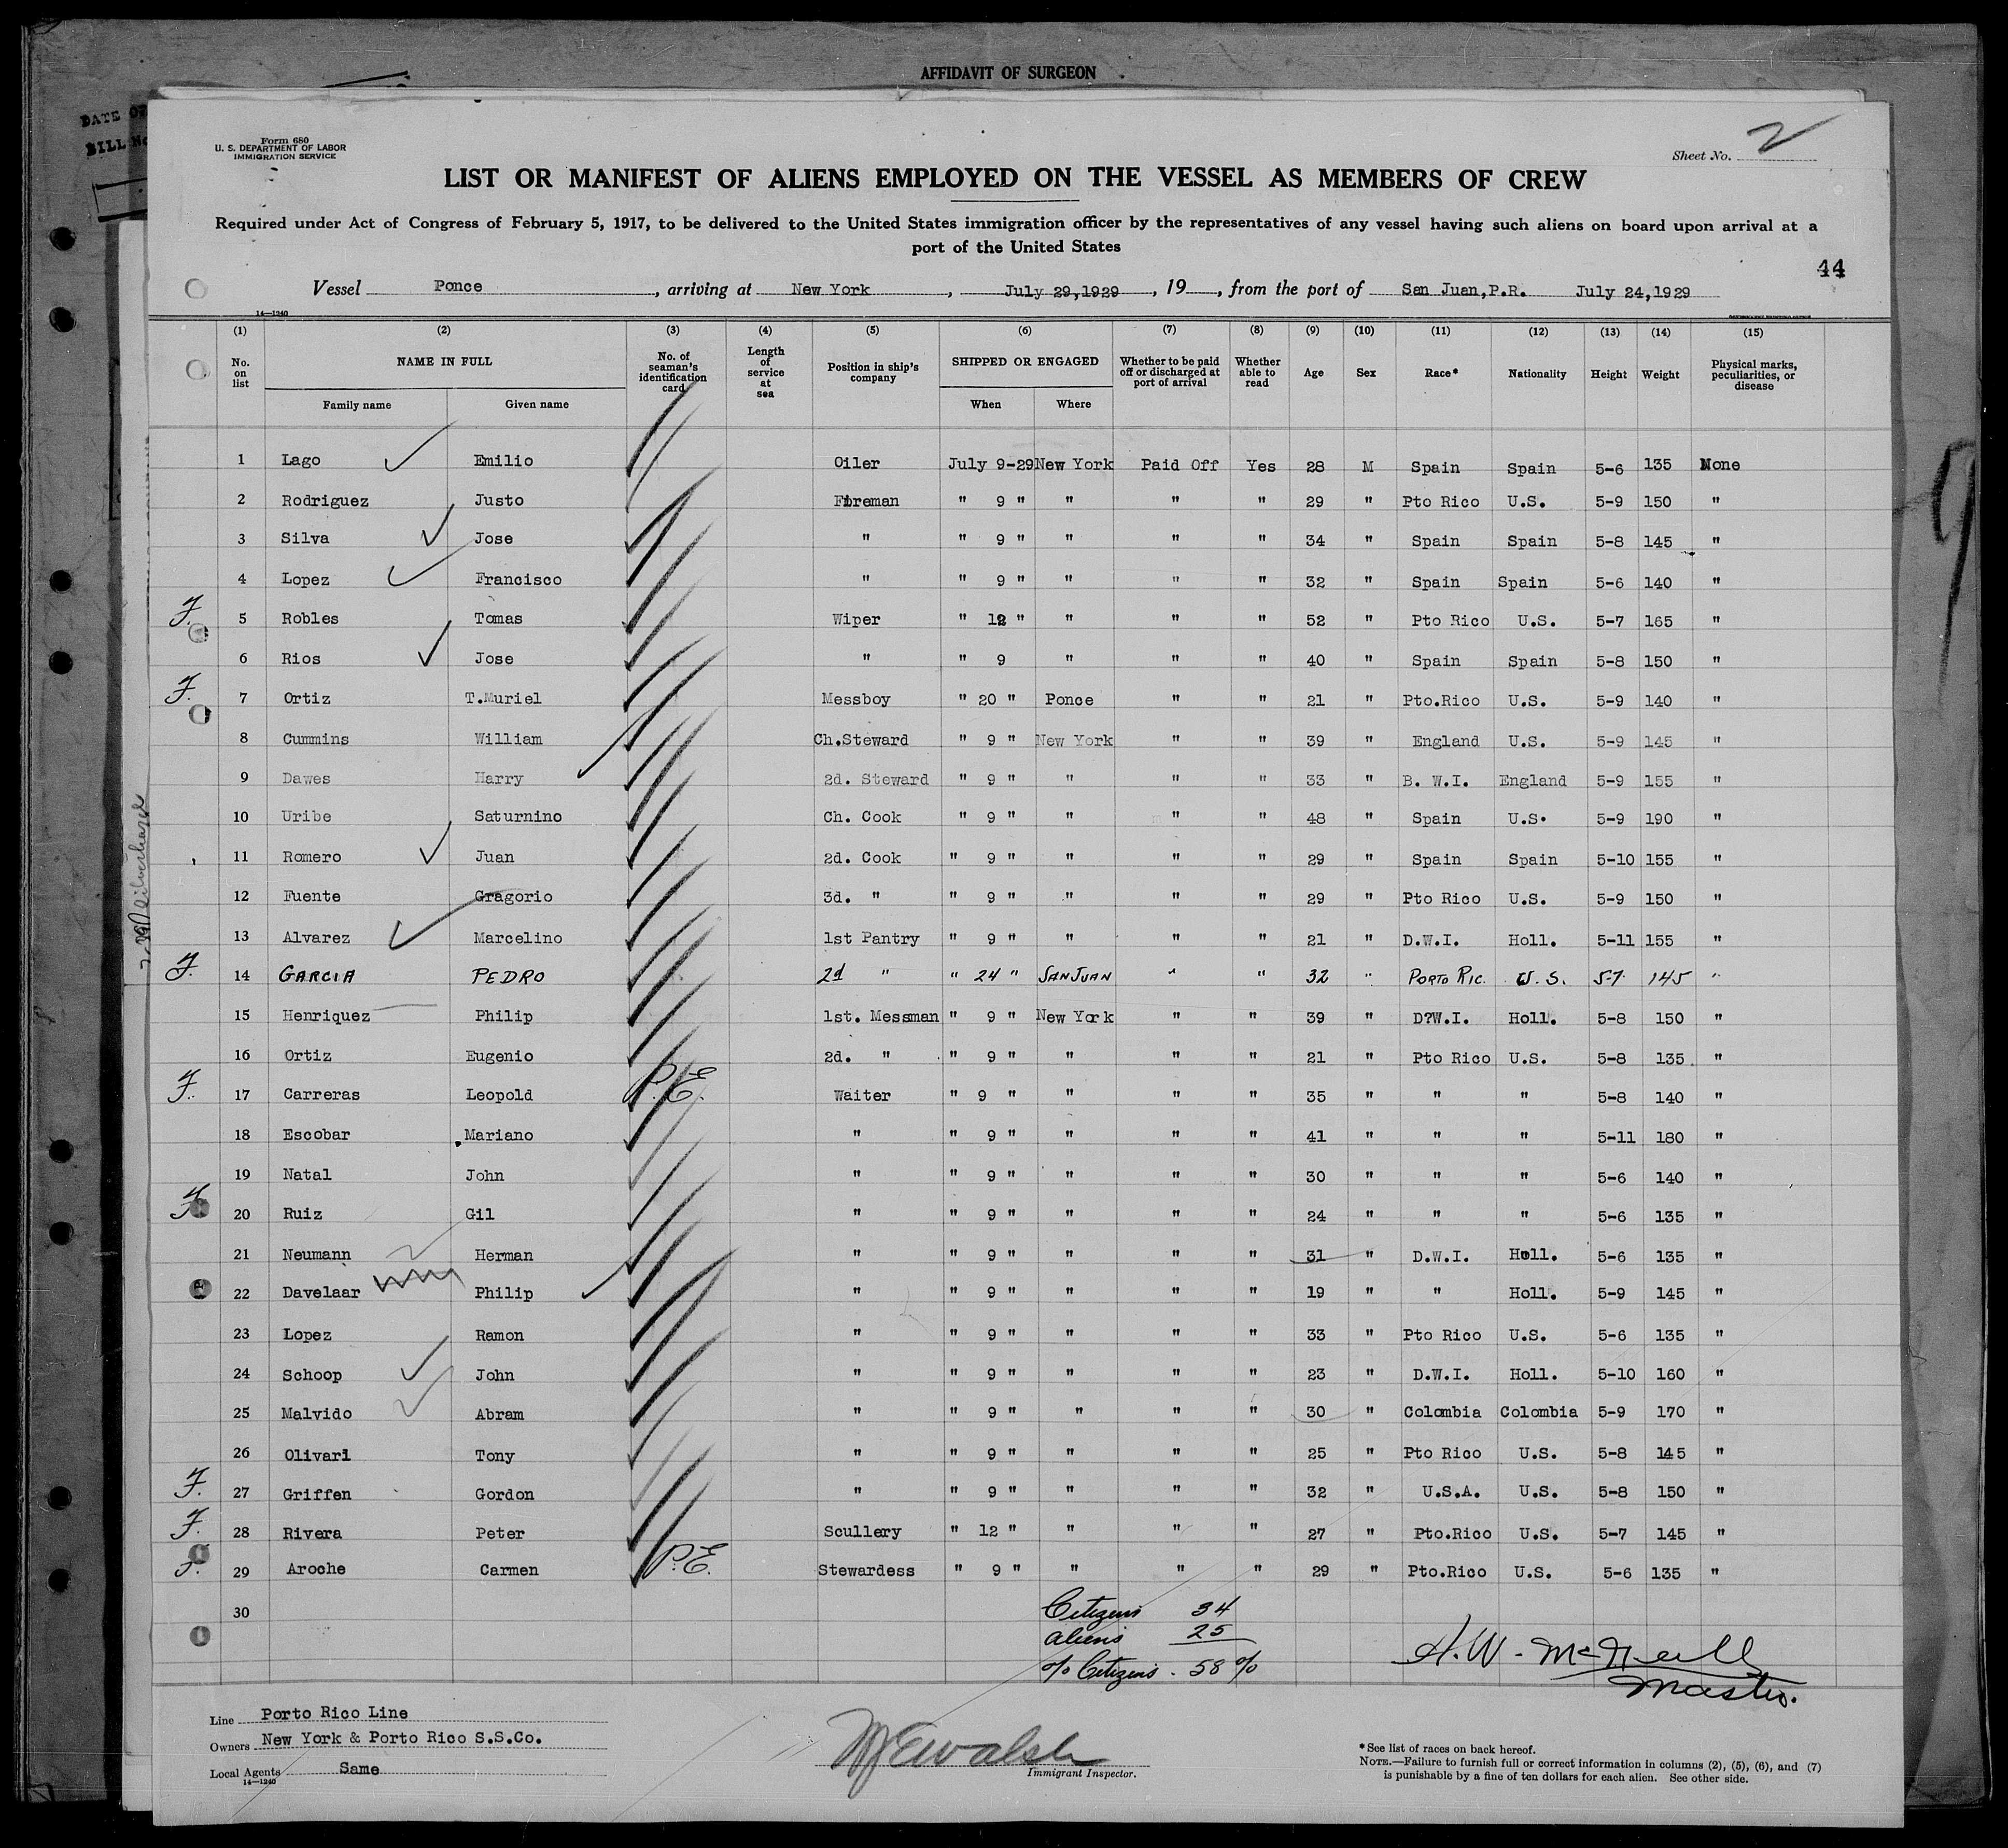 AFFIDAVIT OF SURGEON
DATE OF
BILL No
Form 680
U. S. DEPARTMENT OF LABOR
IMMIGRATION SERVICE
Sheet No. 2
LIST OR MANIFEST OF ALIENS EMPLOYED ON THE VESSEL AS MEMBERS OF CREW
Required under Act of Congress of February 5, 1917, to be delivered to the United States immigration officer by the representatives of any vessel having such aliens on board upon arrival at a
port of the United States
44
Vessel Ponce, arriving at New York, July 29,1929, 19, from the port of San Juan,P.R. July 24,1929
14—1240
(1) (2) (3) (4) (5) (6) (7) (8) (9) (10) (11) (12) (13) (14) (15)
No. on list NAME IN FULL No. of seaman's identification card Length of service at sea Position in ship's company SHIPPED OR ENGAGED Whether to be paid off or discharged at port of arrival Whether able to read Age Sex Race* Nationality Height Weight Physical marks, peculiarities, or disease
Family name Given name When Where
1 Lago Emilio Oiler July 9-29 New York Paid Off Yes 28 M Spain Spain 5-6 135 None
2 Rodriguez Justo Fireman " 9 " " " " 29 " Pto Rico U.S. 5-9 150 "
3 Silva Jose " " 9 " " " " 34 " Spain Spain 5-8 145 "
4 Lopez Francisco " " 9 " " " " 32 " Spain Spain 5-6 140 "
F. 5 Robles Tomas Wiper " 12 " " " " 52 " Pto Rico U.S. 5-7 165 "
6 Rios Jose " " 9 " " " 40 " Spain Spain 5-8 150 "
F. 7 Ortiz T.Muriel Messboy " 20 " Ponce " " 21 " Pto.Rico U.S. 5-9 140 "
8 Cummins William Ch.Steward " 9 " New York " " 39 " England U.S. 5-9 145 "
9 Dawes Harry 2d. Steward " 9 " " " " 33 " B. W.I. England 5-9 155 "
10 Uribe Saturnino Ch. Cook " 9 " " " " 48 " Spain U.S. 5-9 190 "
11 Romero Juan 2d. Cook " 9 " " " " 29 " Spain Spain 5-10 155 "
12 Fuente Gragorio 3d. " " 9 " " " " 29 " Pto Rico U.S. 5-9 150 "
13 Alvarez Marcelino 1st Pantry " 9 " " " " 21 " D.W.I. Holl. 5-11 155 "
F. 14 GARCIA PEDRO 2d " " 24 " SAN JUAN " " 32 " PORTO RIC. U.S. 57 145 "
15 Henriquez Philip 1st. Messman " 9 " New York " " 39 " D?W.I. Holl. 5-8 150 "
16 Ortiz Eugenio 2d. " " 9 " " " " 21 " Pto Rico U.S. 5-8 135 "
F. 17 Carreras Leopold P.E. Waiter " 9 " " " " 35 " " " 5-8 140 "
18 Escobar Mariano " " 9 " " " " 41 " " " 5-11 180 "
19 Natal John " " 9 " " " " 30 " " " 5-6 140 "
F. 20 Ruiz Gil " " 9 " " " " 24 " " " 5-6 135 "
21 Neumann Herman " " 9 " " " " 31 " D.W.I. Holl. 5-6 135 "
22 Davelaar Philip " " 9 " " " " 19 " " Holl. 5-9 145 "
23 Lopez Ramon " " 9 " " " " 33 " Pto Rico U.S. 5-6 135 "
24 Schoop John " " 9 " " " " 23 " D.W.I. Holl. 5-10 160 "
25 Malvido Abram " " 9 " " " " 30 " Colombia Colombia 5-9 170 "
26 Olivari Tony " " 9 " " " " 25 " Pto Rico U.S. 5-8 145 "
F. 27 Griffen Gordon " " 9 " " " " 32 " U.S.A. U.S. 5-8 150 "
F. 28 Rivera Peter Scullery " 12 " " " " 27 " Pto.Rico U.S. 5-7 145 "
F. 29 Aroche Carmen P.E. Stewardess " 9 " " " " 29 " Pto.Rico U.S. 5-6 135 "
30
Citizens 34
aliens 25
% Citizens. 58%
H.W. McNeill
Master.
Line Porto Rico Line
Owners New York & Porto Rico S.S.Co.
Local Agents Same
14—1240
Walsh
Immigrant Inspector.
*See list of races on back hereof.
NOTE.—Failure to furnish full or correct information in columns (2), (5), (6), and (7)
is punishable by a fine of ten dollars for each alien. See other side.